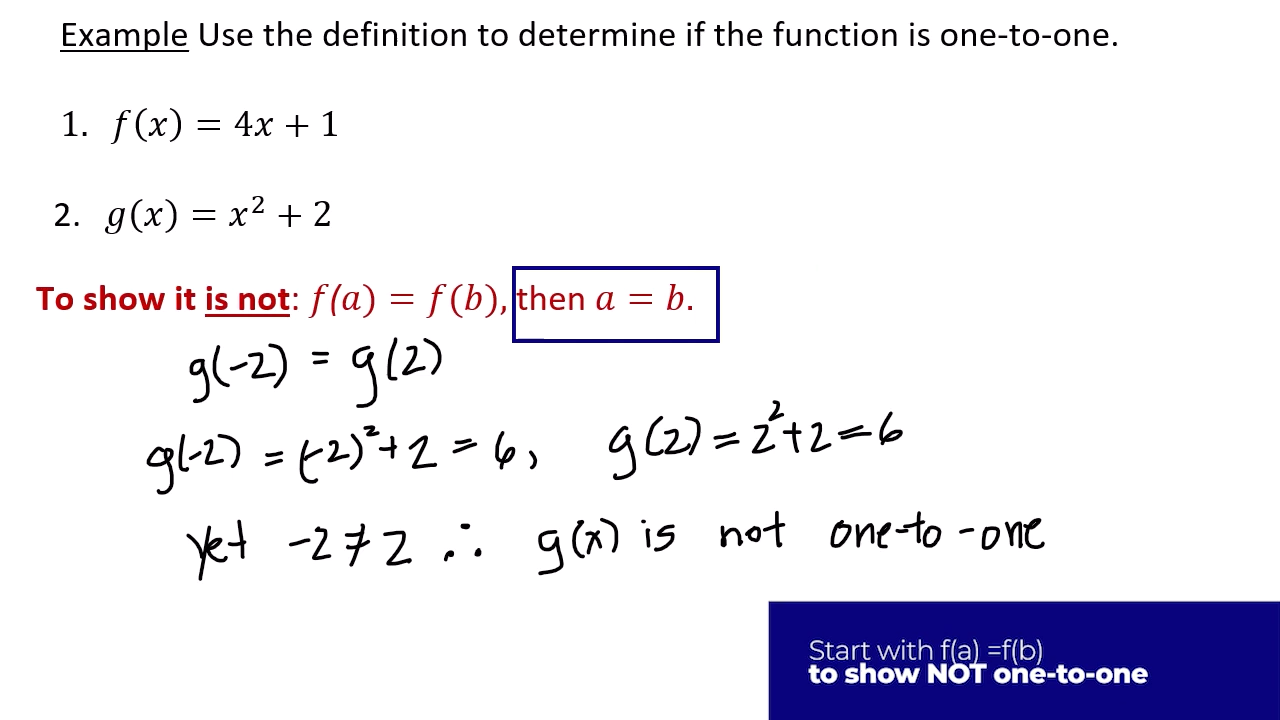 Example Use the definition to determine if the function is one-to-one.
1. f(x) = 4x + 1
2. g(x) = x² + 2
To show it is not: f(a) = f(b), then a = b.
g(-2) = g(2)
g(-2) = (-2)² + 2 = 6, g(2) = 2² + 2 = 6
Yet -2 ≠ 2 ∴ g(x) is not one-to-one
Start with f(a) =f(b)
to show NOT one-to-one